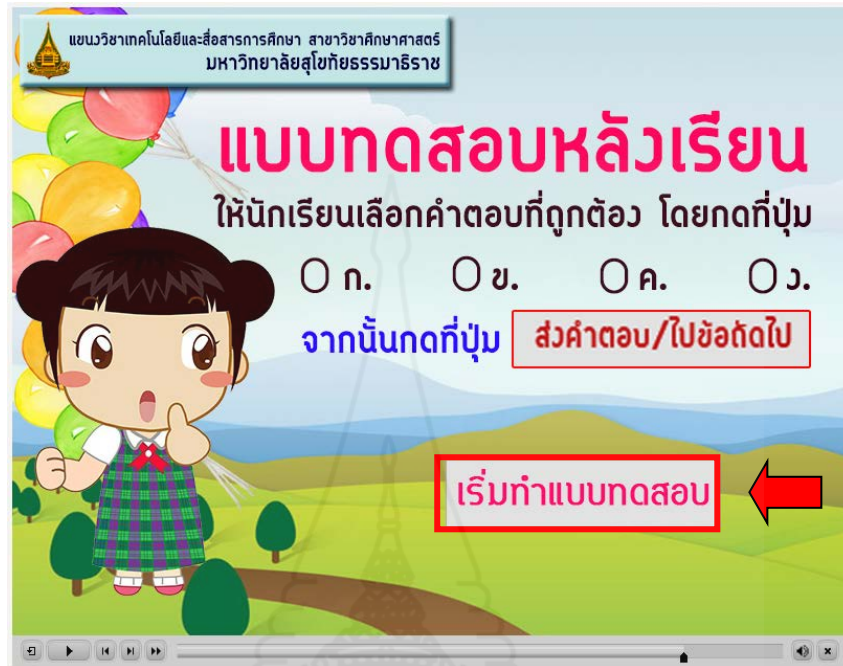 แขนงวิชาเทคโนโลยีและสื่อสารการศึกษา สาขาวิชาศึกษาศาสตร์
มหาวิทยาลัยสุโขทัยธรรมาธิราช
แบบทดสอบหลังเรียน
ให้นักเรียนเลือกคำตอบที่ถูกต้อง โดยกดที่ปุ่ม
ก. ข. ค. ง.
จากนั้นกดที่ปุ่ม ส่งคำตอบ/ไปข้อถัดไป
เริ่มทำแบบทดสอบ